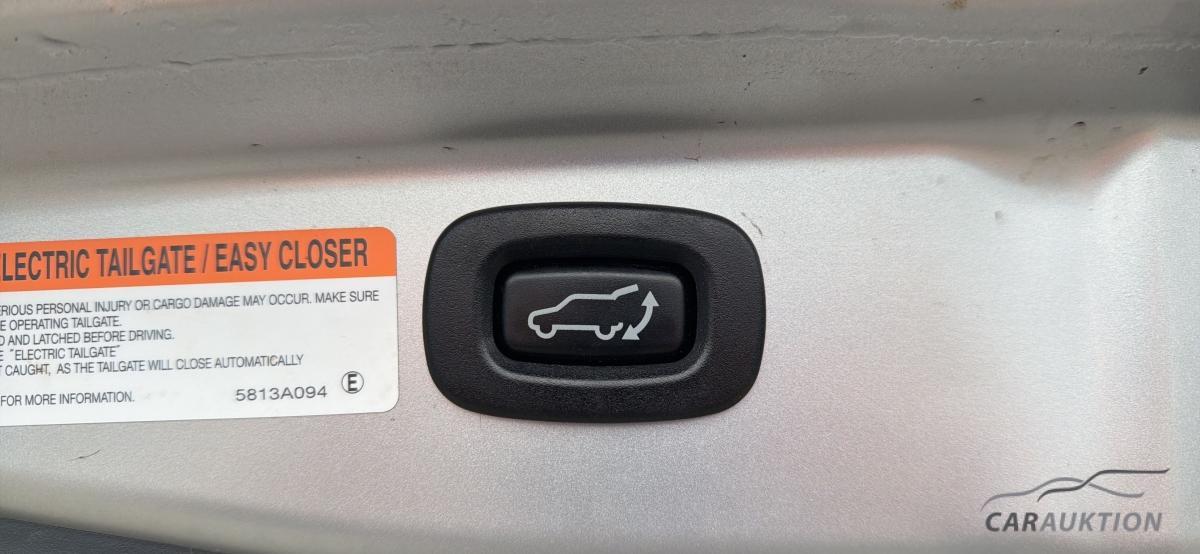 ELECTRIC TAILGATE / EASY CLOSER
ERIOUS PERSONAL INJURY OR CARGO DAMAGE MAY OCCUR. MAKE SURE
E OPERATING TAILGATE.
D AND LATCHED BEFORE DRIVING.
E "ELECTRIC TAILGATE"
T CAUGHT, AS THE TAILGATE WILL CLOSE AUTOMATICALLY
FOR MORE INFORMATION.
5813A094 E
CARAUKTION